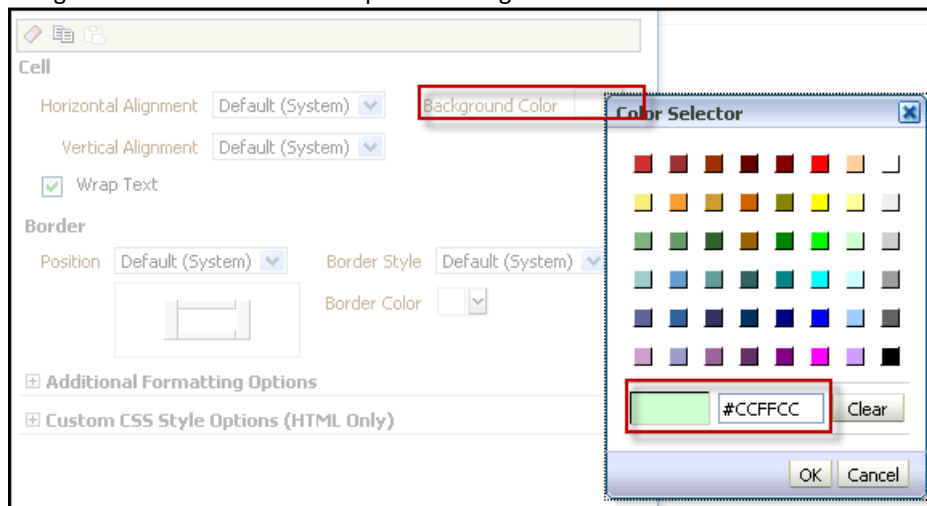 Cell
Horizontal Alignment Default (System) Background Color
Vertical Alignment Default (System)
Wrap Text
Border
Position Default (System) Border Style Default (System)
Border Color
Additional Formatting Options
Custom CSS Style Options (HTML Only)
Color Selector
#CCFFCC Clear
OK Cancel